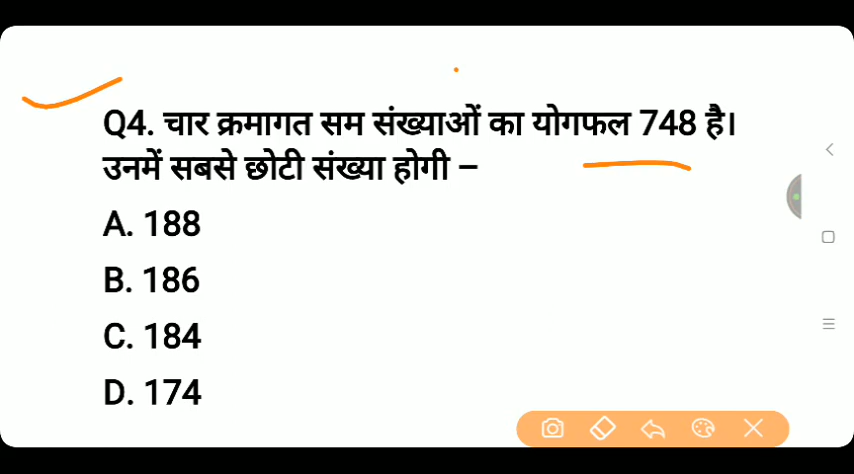 Q4. चार क्रमागत सम संख्याओं का योगफल 748 है।
उनमें सबसे छोटी संख्या होगी –
A. 188
B. 186
C. 184
D. 174